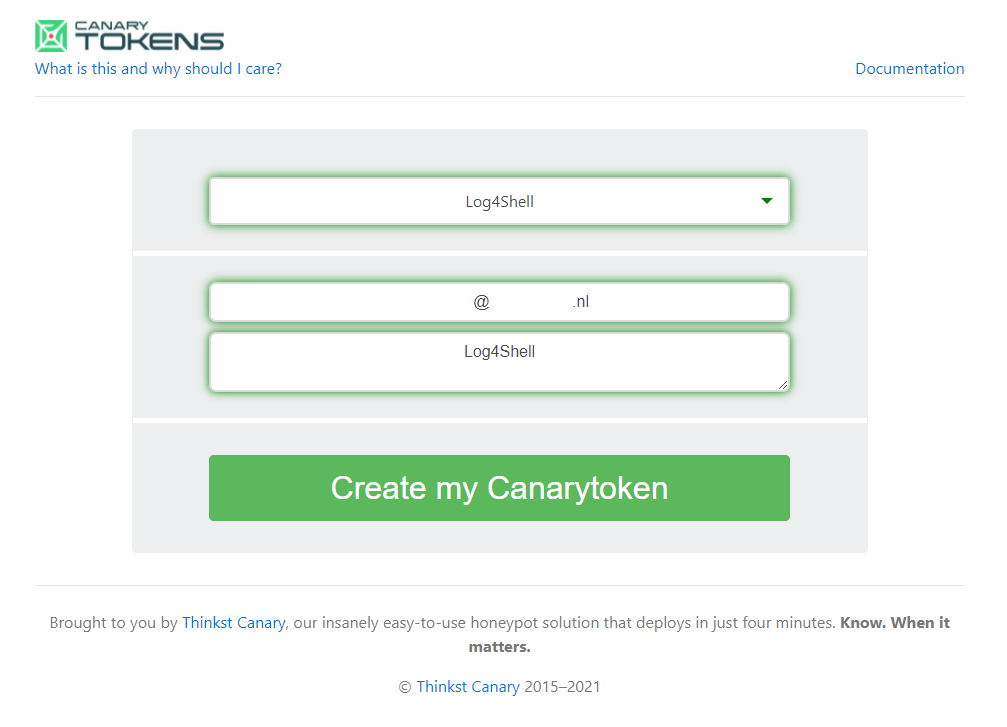 CANARY
TOKENS
What is this and why should I care?
Documentation
Log4Shell
@ .nl
Log4Shell
Create my Canarytoken
Brought to you by Thinkst Canary, our insanely easy-to-use honeypot solution that deploys in just four minutes. Know. When it
matters.
© Thinkst Canary 2015–2021